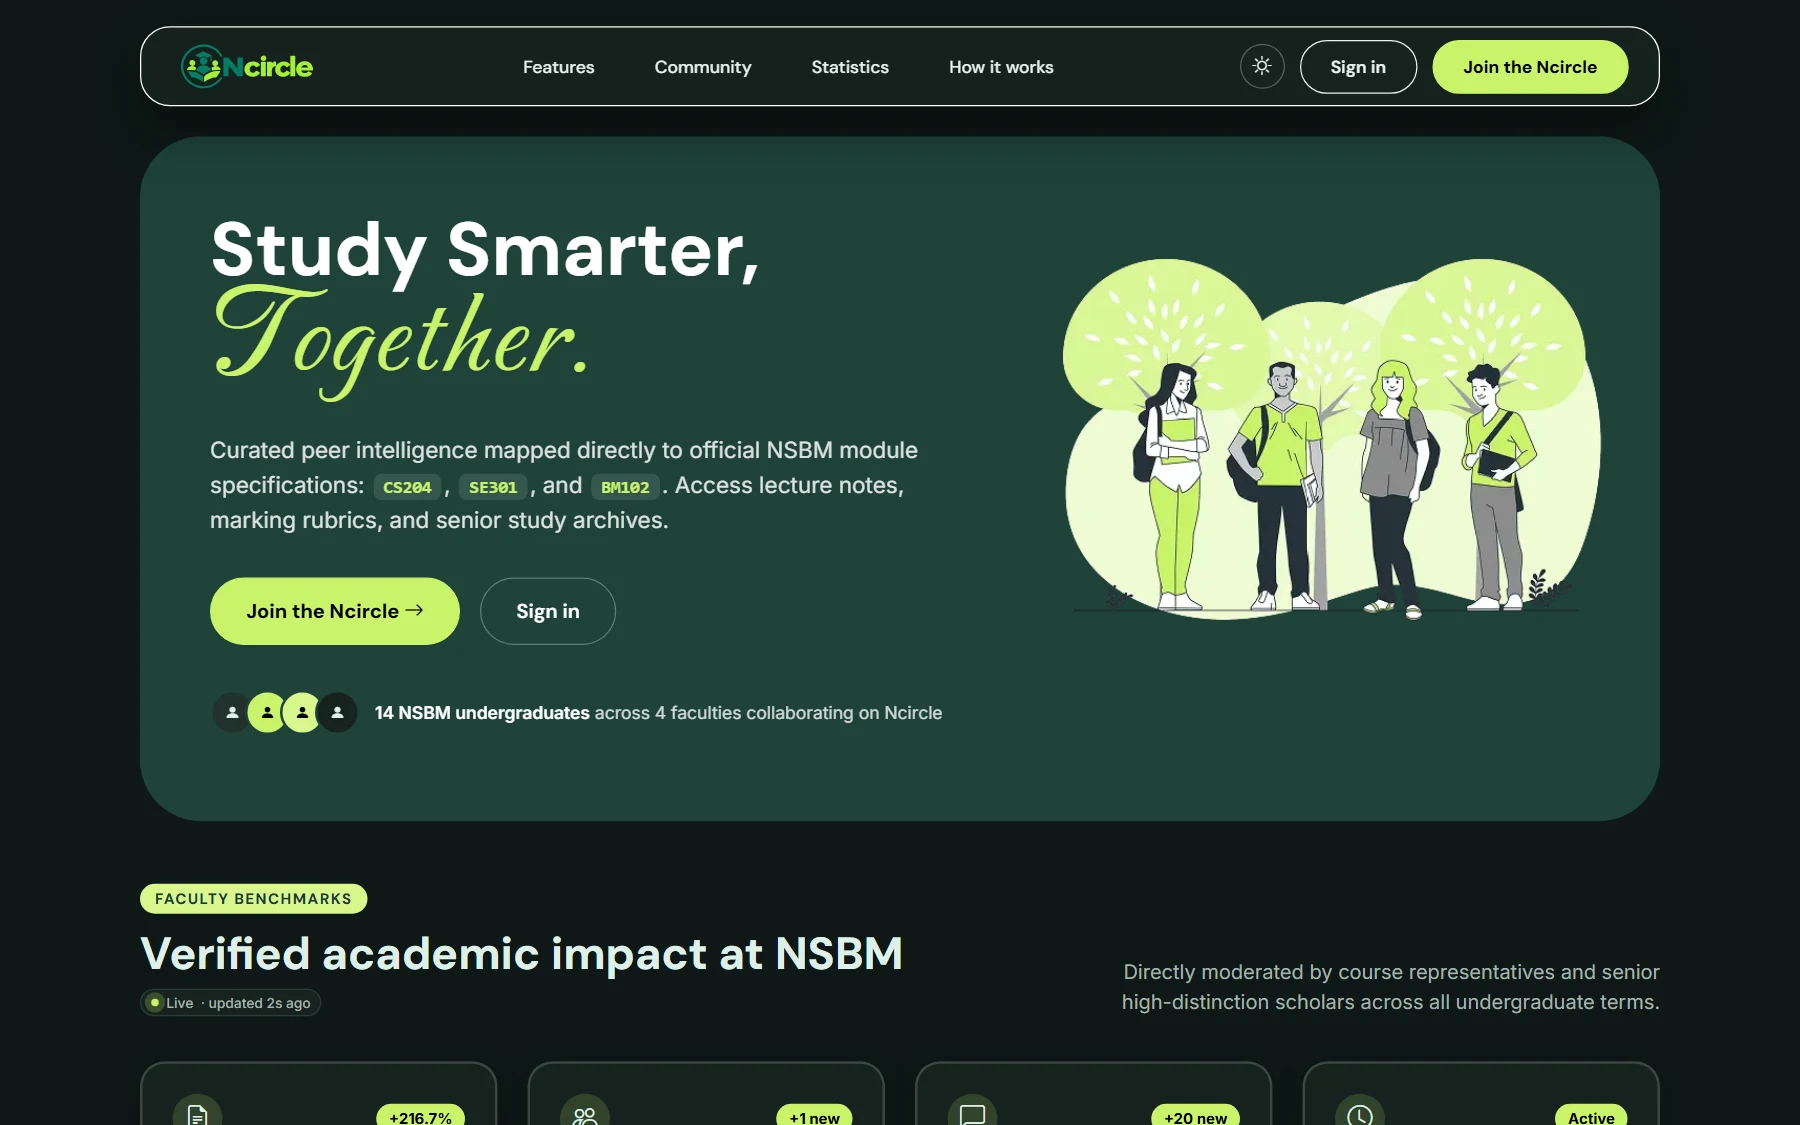 Ncircle
Features
Community
Statistics
How it works
Sign in
Join the Ncircle
Study Smarter,
Together.
Curated peer intelligence mapped directly to official NSBM module
specifications: CS204, SE301, and BM102. Access lecture notes,
marking rubrics, and senior study archives.
Join the Ncircle →
Sign in
14 NSBM undergraduates across 4 faculties collaborating on Ncircle
FACULTY BENCHMARKS
Verified academic impact at NSBM
Live · updated 2s ago
Directly moderated by course representatives and senior
high-distinction scholars across all undergraduate terms.
+216.7%
+1 new
+20 new
Active